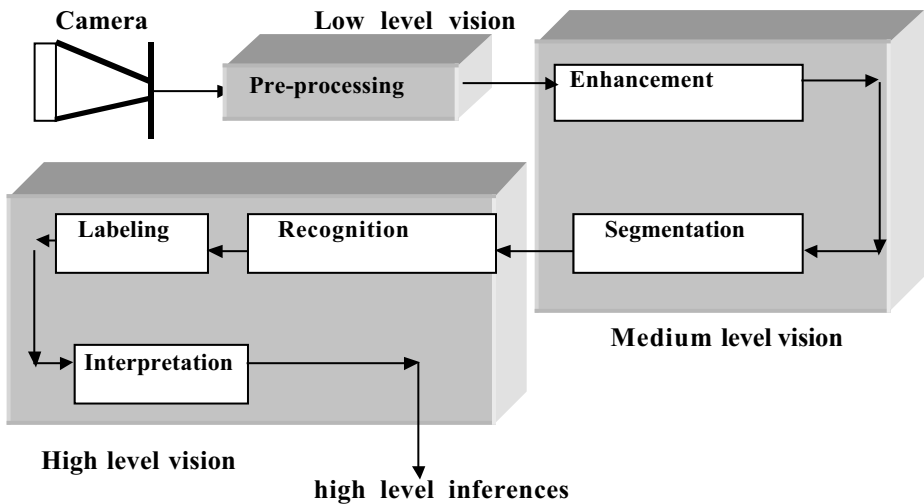 Camera
Low level vision
Pre-processing
Enhancement
Labeling
Recognition
Segmentation
Medium level vision
Interpretation
High level vision
high level inferences